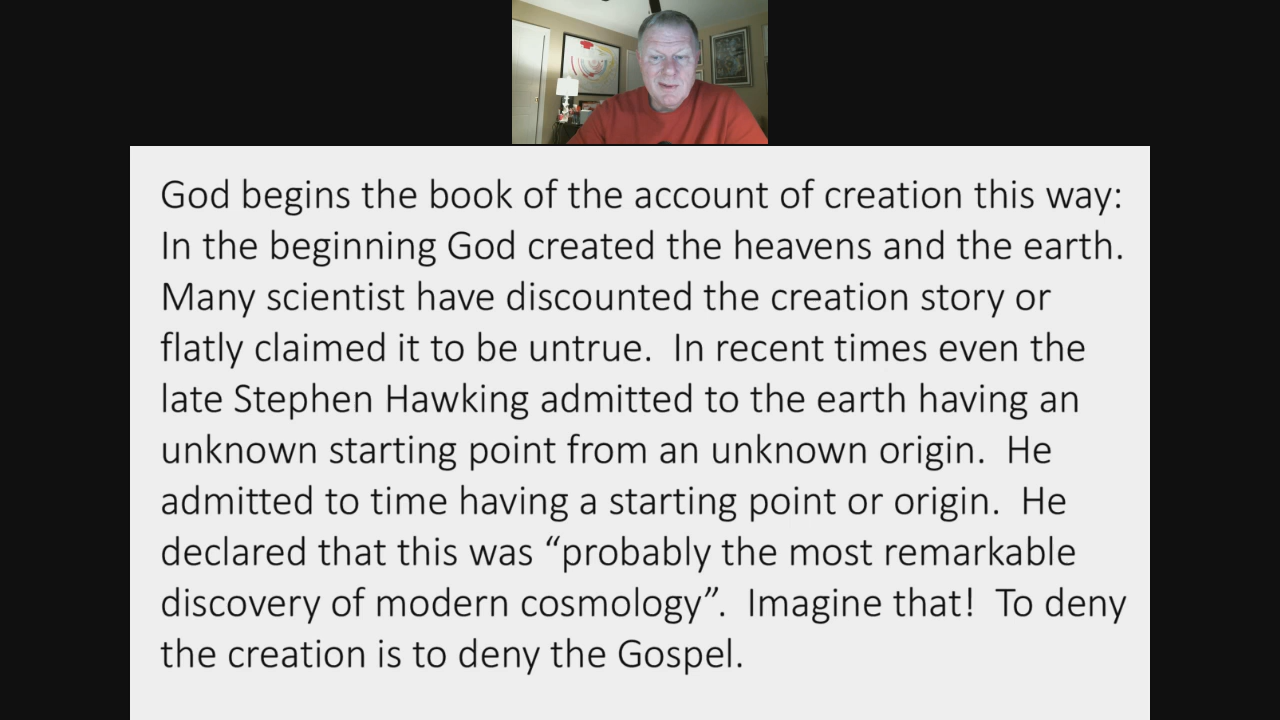 God begins the book of the account of creation this way:
In the beginning God created the heavens and the earth.
Many scientist have discounted the creation story or
flatly claimed it to be untrue.  In recent times even the
late Stephen Hawking admitted to the earth having an
unknown starting point from an unknown origin.  He
admitted to time having a starting point or origin.  He
declared that this was “probably the most remarkable
discovery of modern cosmology”.  Imagine that!  To deny
the creation is to deny the Gospel.